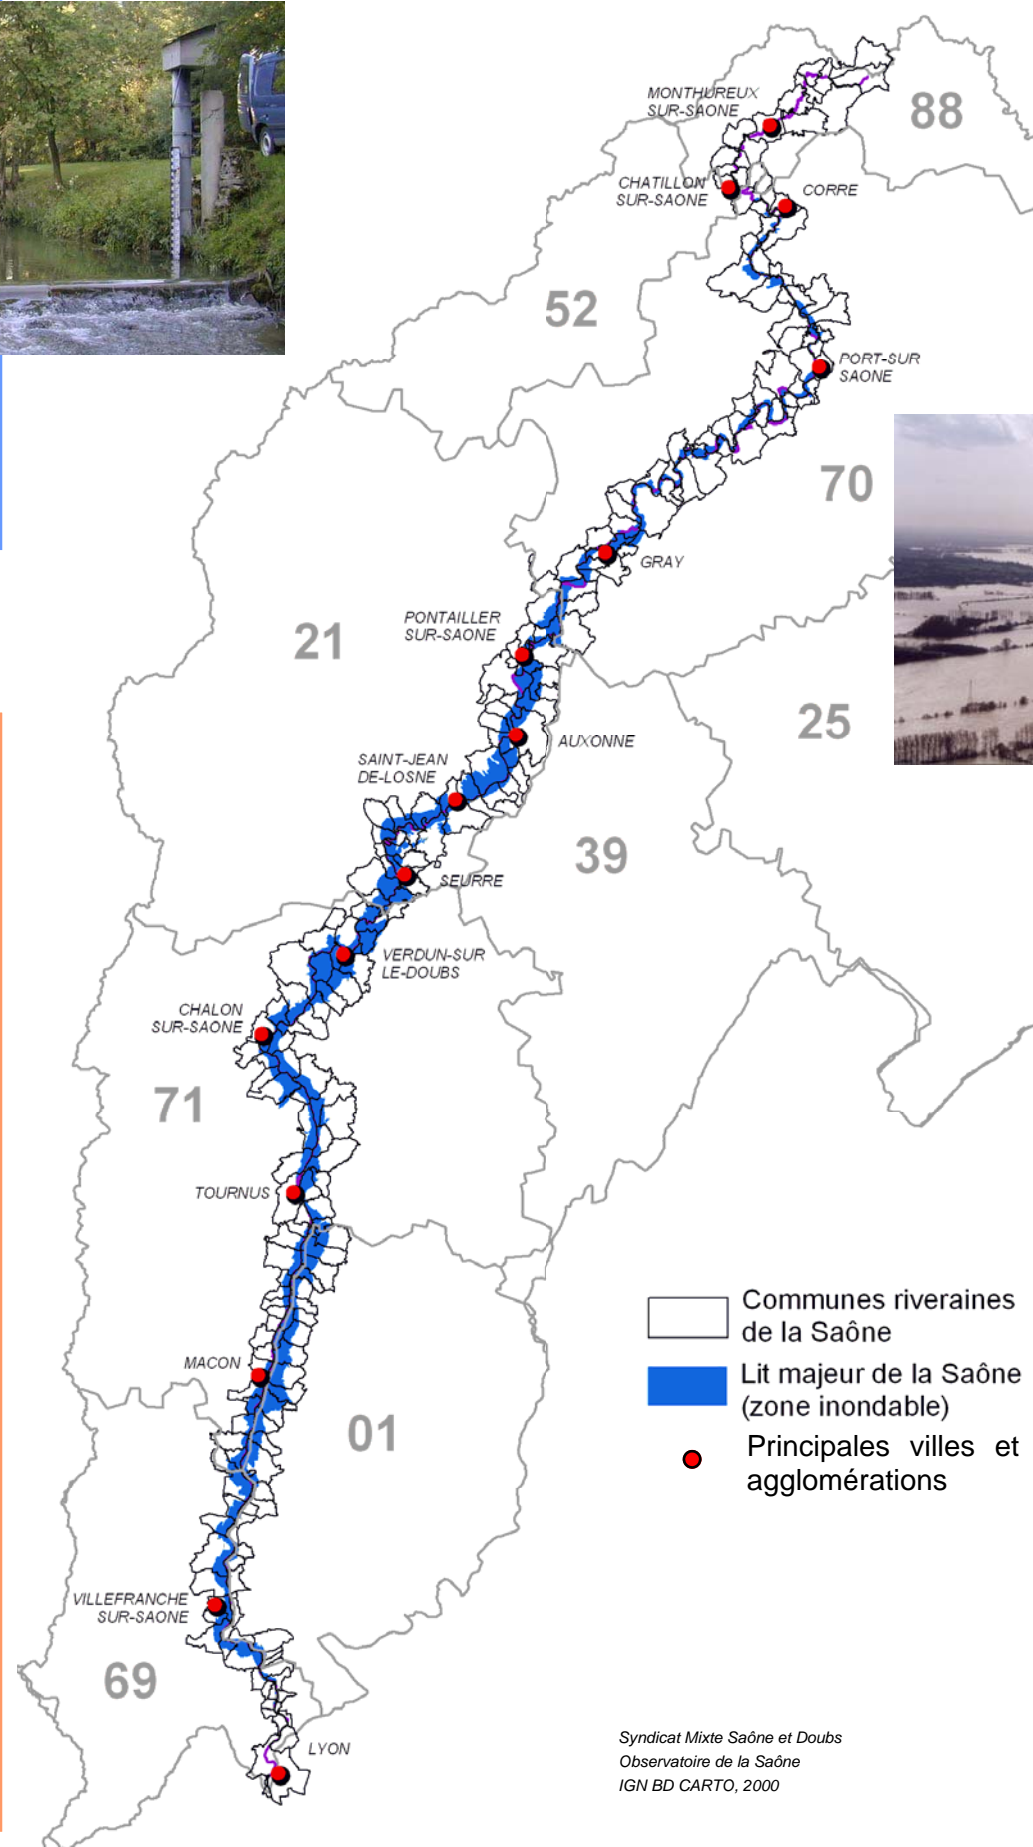 MONTHUREUX
SUR-SAONE
88
CHATILLON
SUR-SAONE
CORRE
52
PORT-SUR
SAONE
70
GRAY
PONTAILLER
SUR-SAONE
21
25
AUXONNE
SAINT-JEAN
DE-LOSNE
39
SEURRE
VERDUN-SUR
LE-DOUBS
CHALON
SUR-SAONE
71
TOURNUS
Communes riveraines
de la Saône
MACON
Lit majeur de la Saône
(zone inondable)
01
Principales villes et
agglomérations
VILLEFRANCHE
SUR-SAONE
69
LYON
Syndicat Mixte Saône et Doubs
Observatoire de la Saône
IGN BD CARTO, 2000